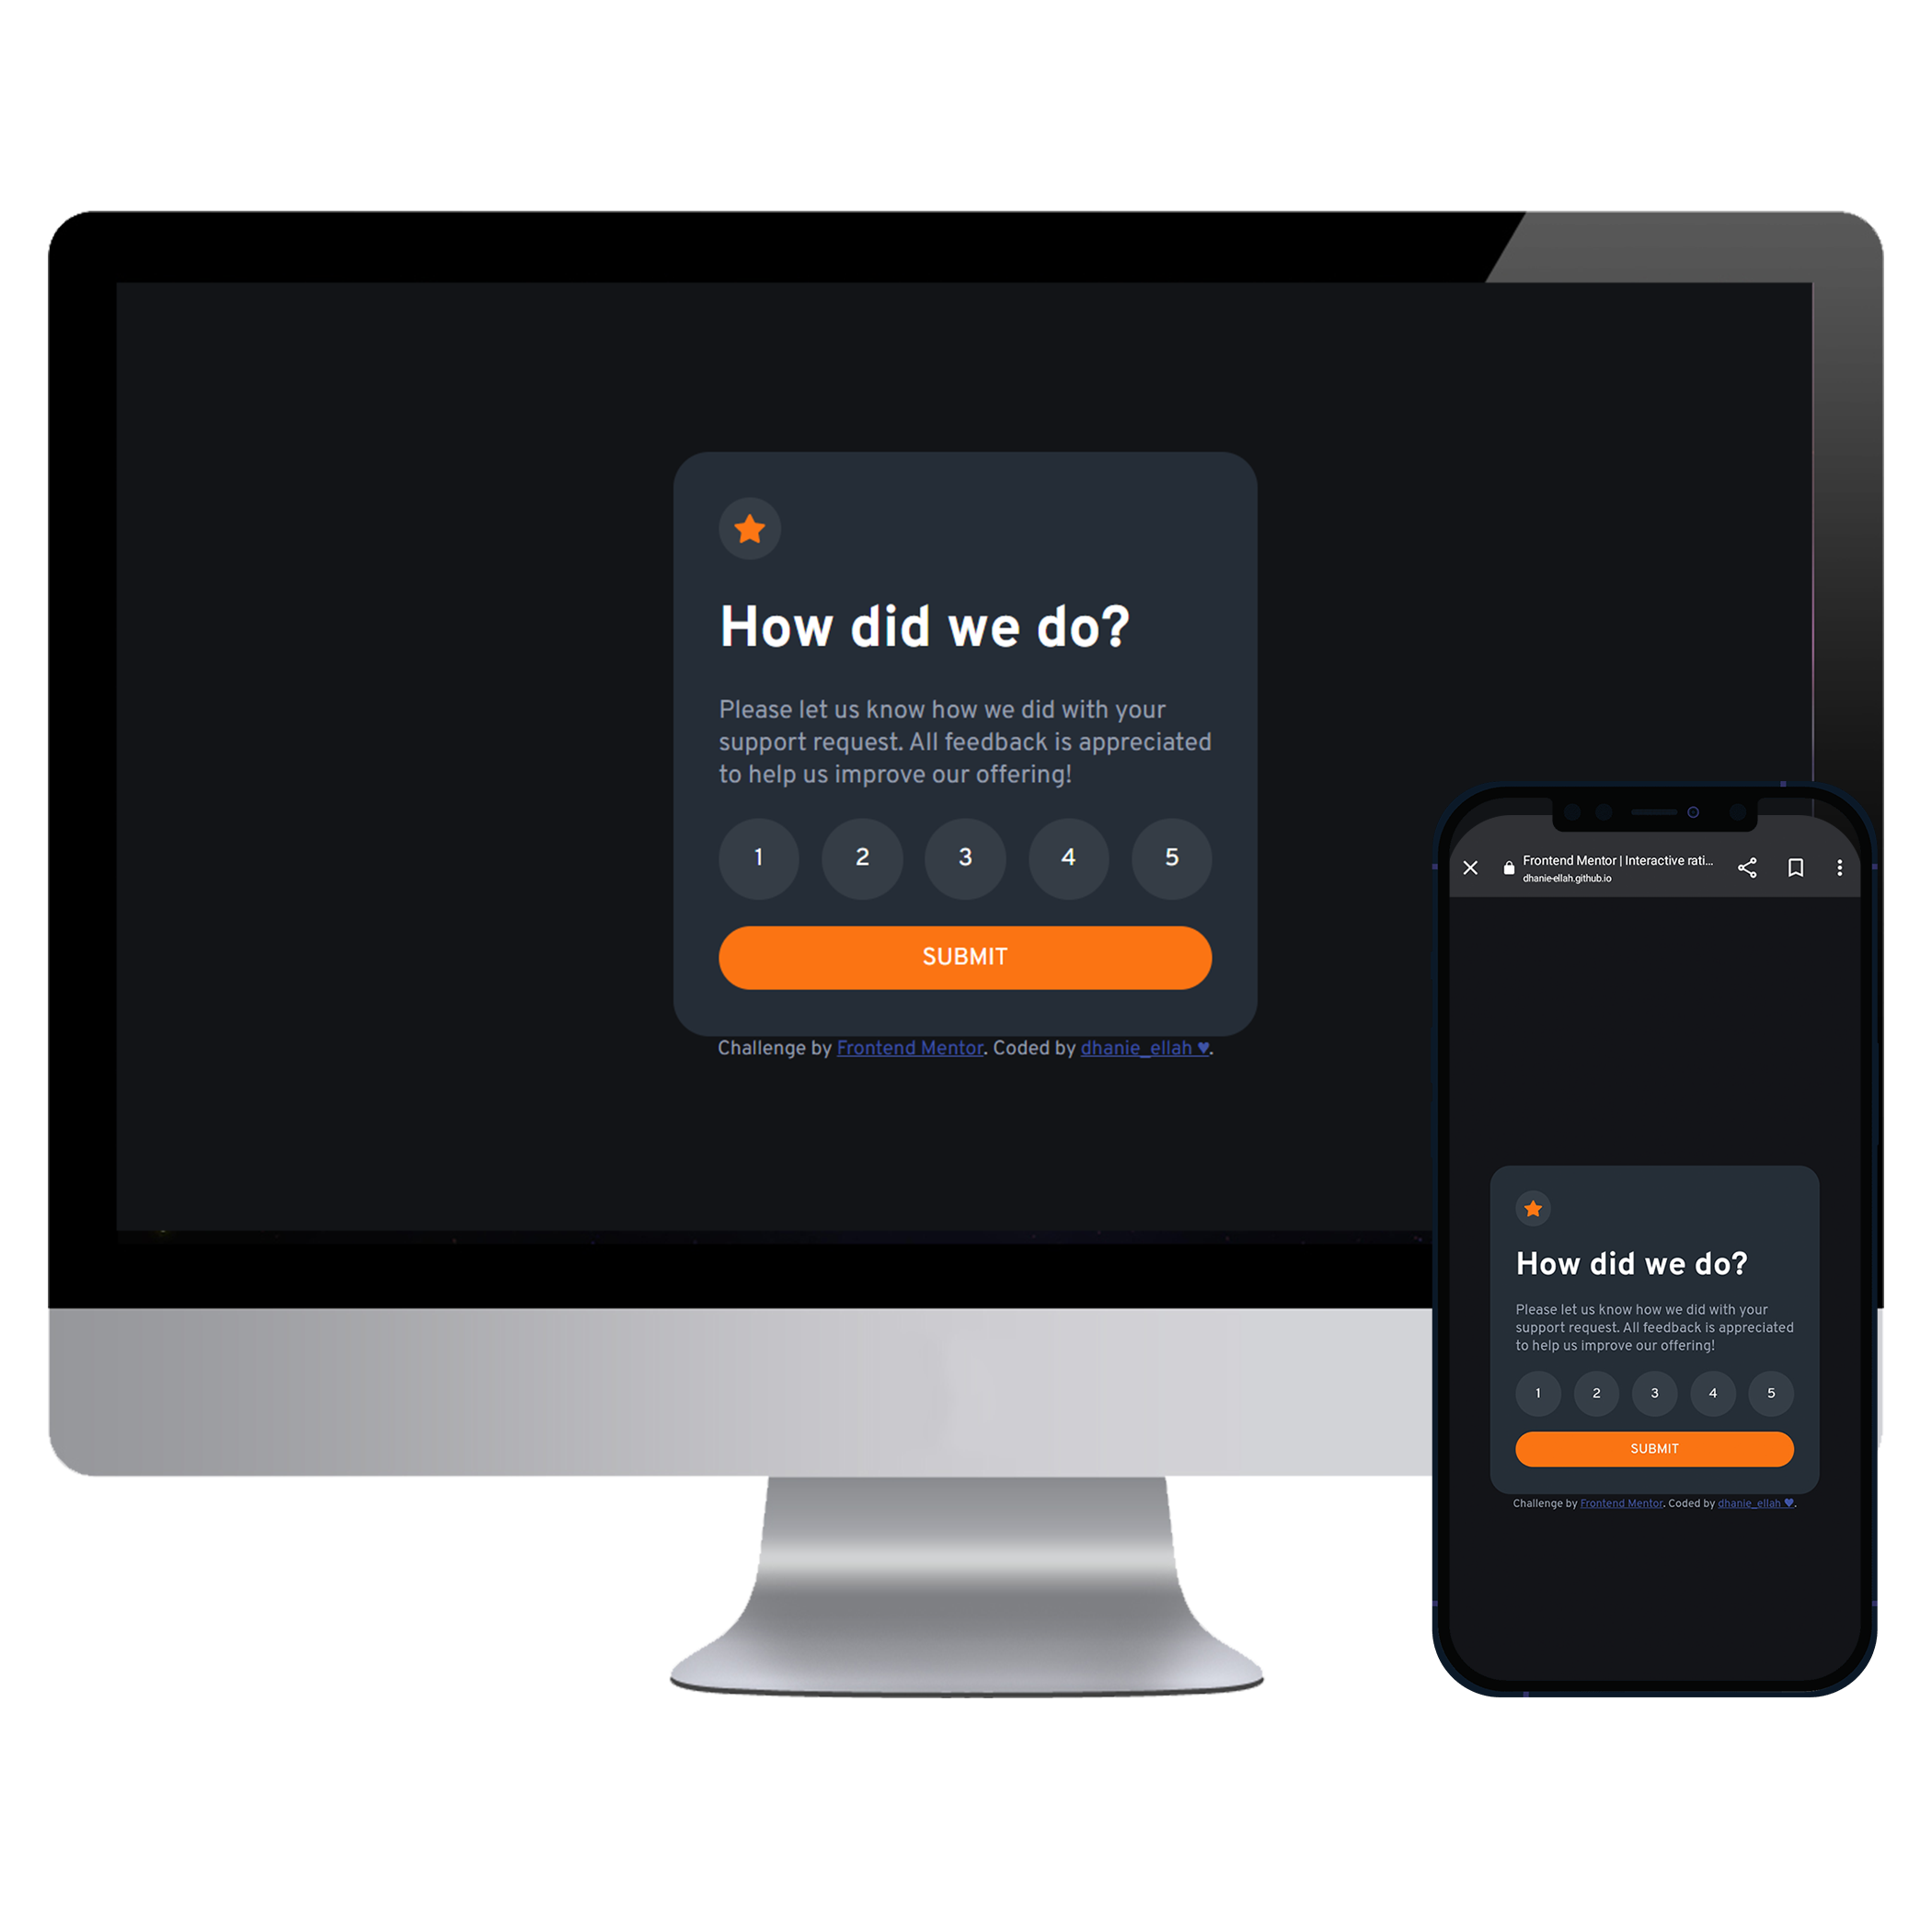 How did we do?
Please let us know how we did with your
support request. All feedback is appreciated
to help us improve our offering!
1 2 3 4 5
SUBMIT
Challenge by Frontend Mentor. Coded by dhanie_ellah ♥.
Frontend Mentor | Interactive rati...
dhanie-ellah.github.io
How did we do?
Please let us know how we did with your
support request. All feedback is appreciated
to help us improve our offering!
1 2 3 4 5
SUBMIT
Challenge by Frontend Mentor. Coded by dhanie_ellah ♥.